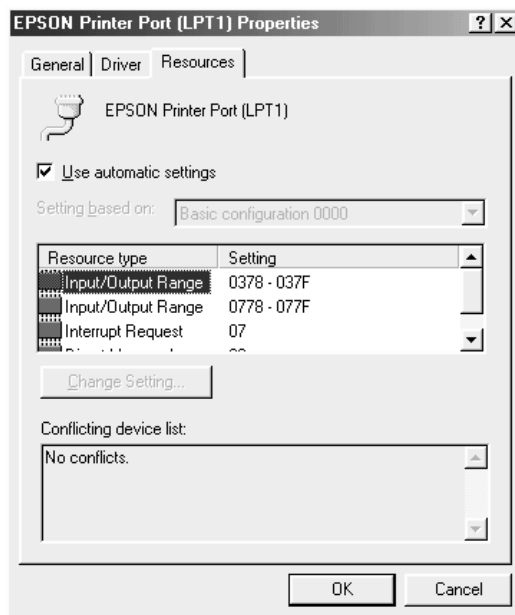 EPSON Printer Port (LPT1) Properties
General Driver Resources
EPSON Printer Port (LPT1)
Use automatic settings
Setting based on: Basic configuration 0000
Resource type Setting
Input/Output Range 0378 - 037F
Input/Output Range 0778 - 077F
Interrupt Request 07
Change Setting...
Conflicting device list:
No conflicts.
OK Cancel